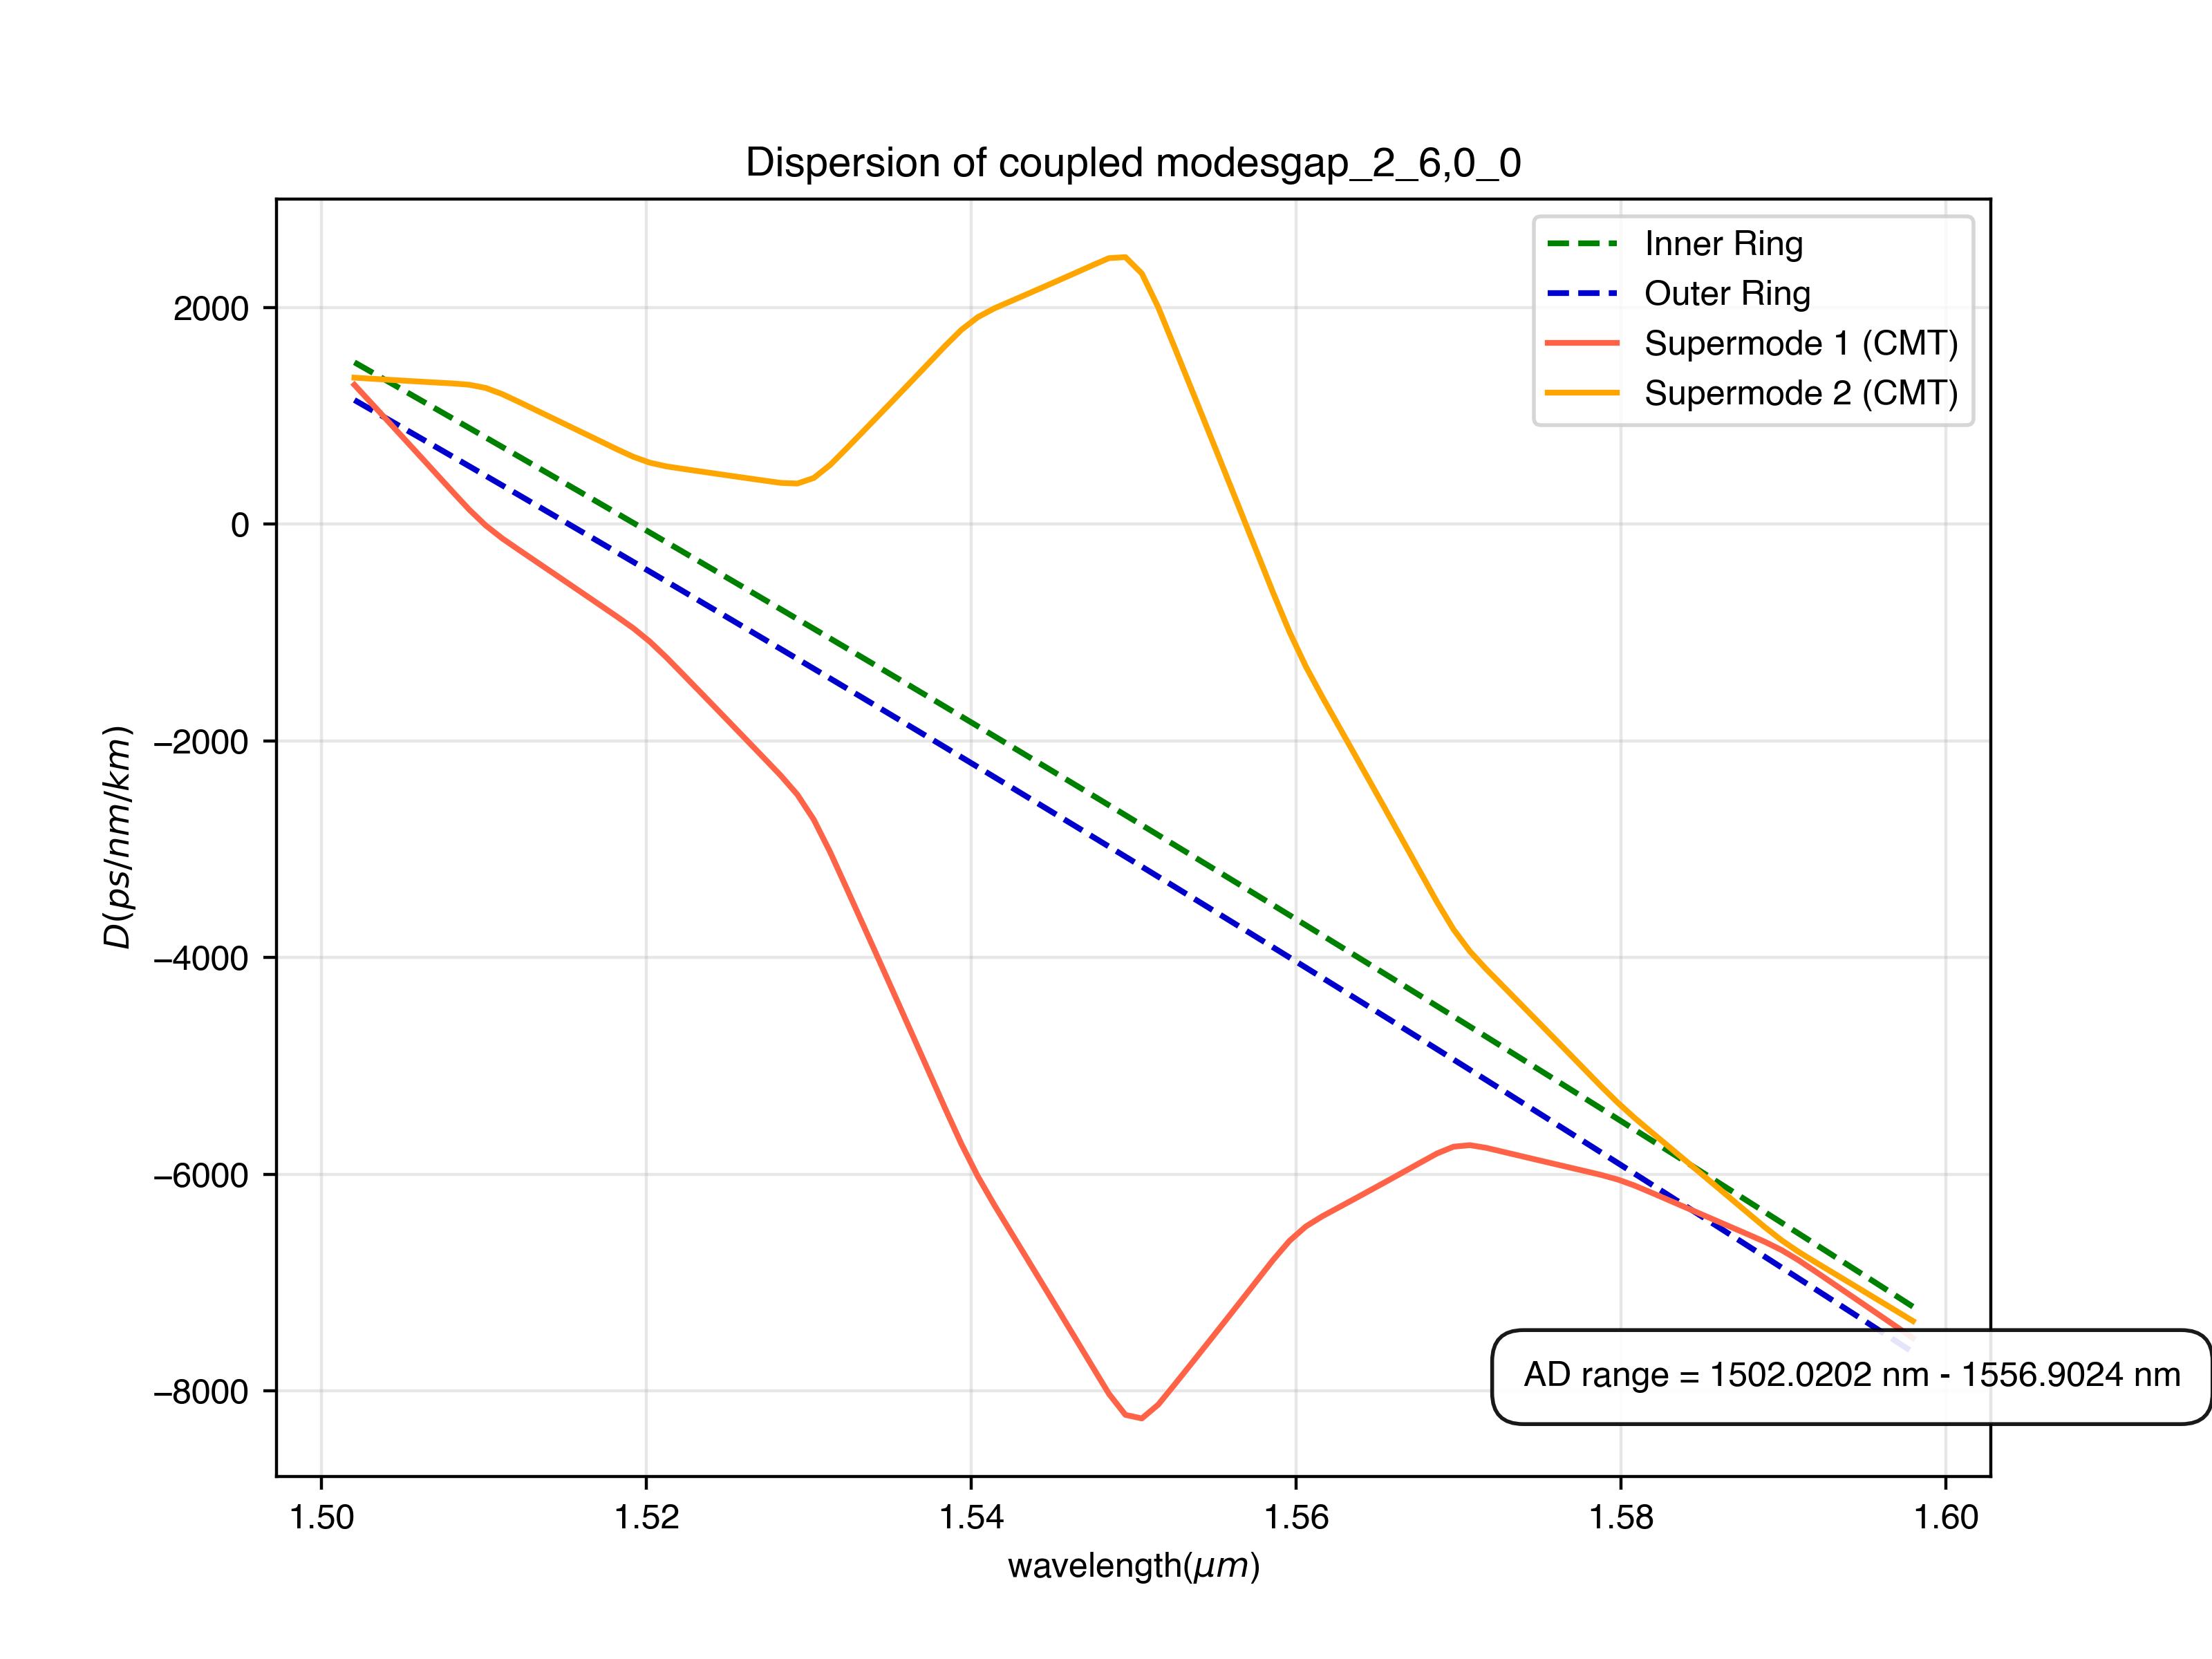 Dispersion of coupled modesgap_2_6,0_0
Inner Ring
Outer Ring
Supermode 1 (CMT)
Supermode 2 (CMT)
D(ps/nm/km)
2000
0
−2000
−4000
−6000
−8000
AD range = 1502.0202 nm - 1556.9024 nm
1.50 1.52 1.54 1.56 1.58 1.60
wavelength(μm)